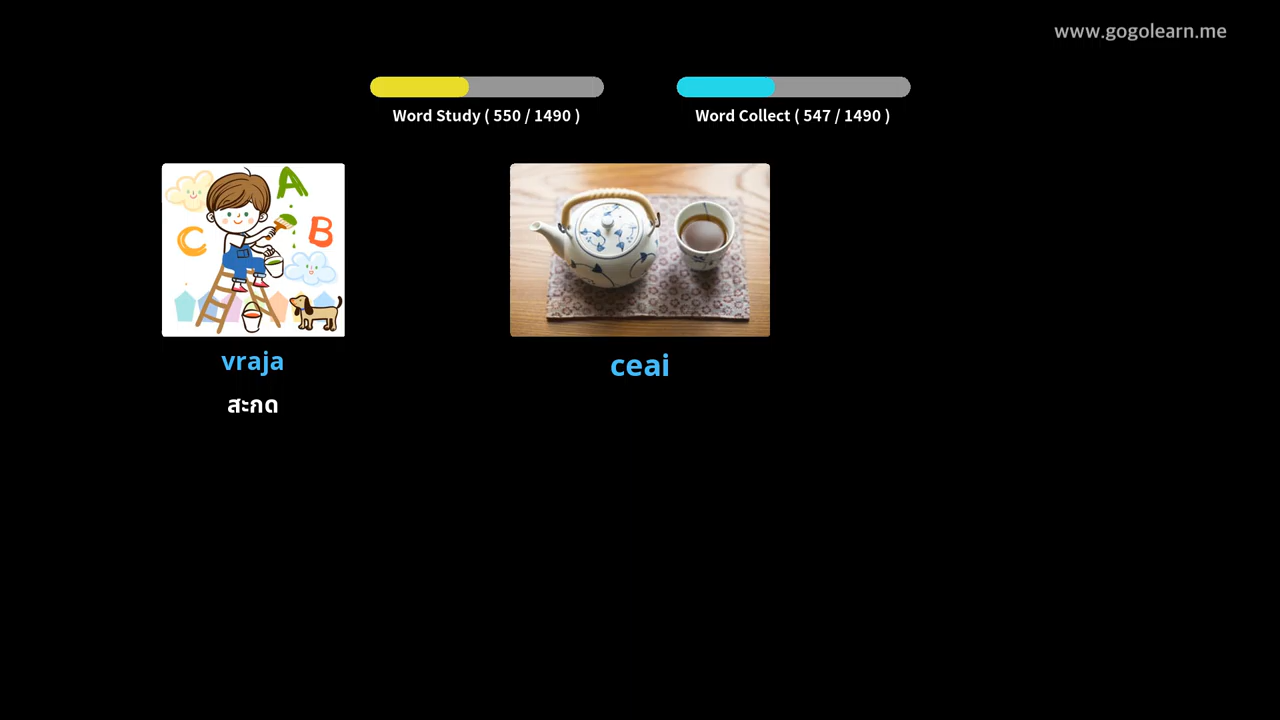 www.gogolearn.me
Word Study ( 550 / 1490 )
Word Collect ( 547 / 1490 )
A
B
C
vraja
สะกด
ceai